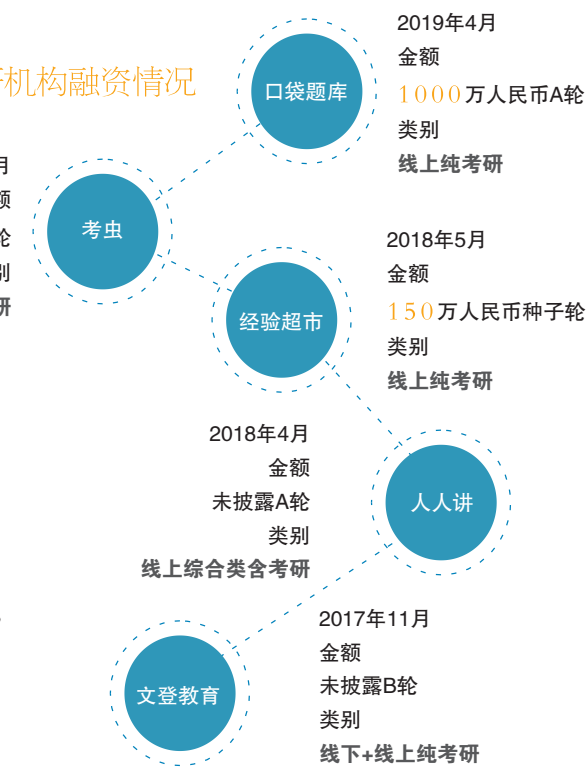 机构融资情况
口袋题库
2019年4月
金额
1000万人民币A轮
类别
线上纯考研
月
额
轮
别
研
考虫
经验超市
2018年5月
金额
150万人民币种子轮
类别
线上纯考研
2018年4月
金额
未披露A轮
类别
线上综合类含考研
人人讲
文登教育
2017年11月
金额
未披露B轮
类别
线下+线上纯考研